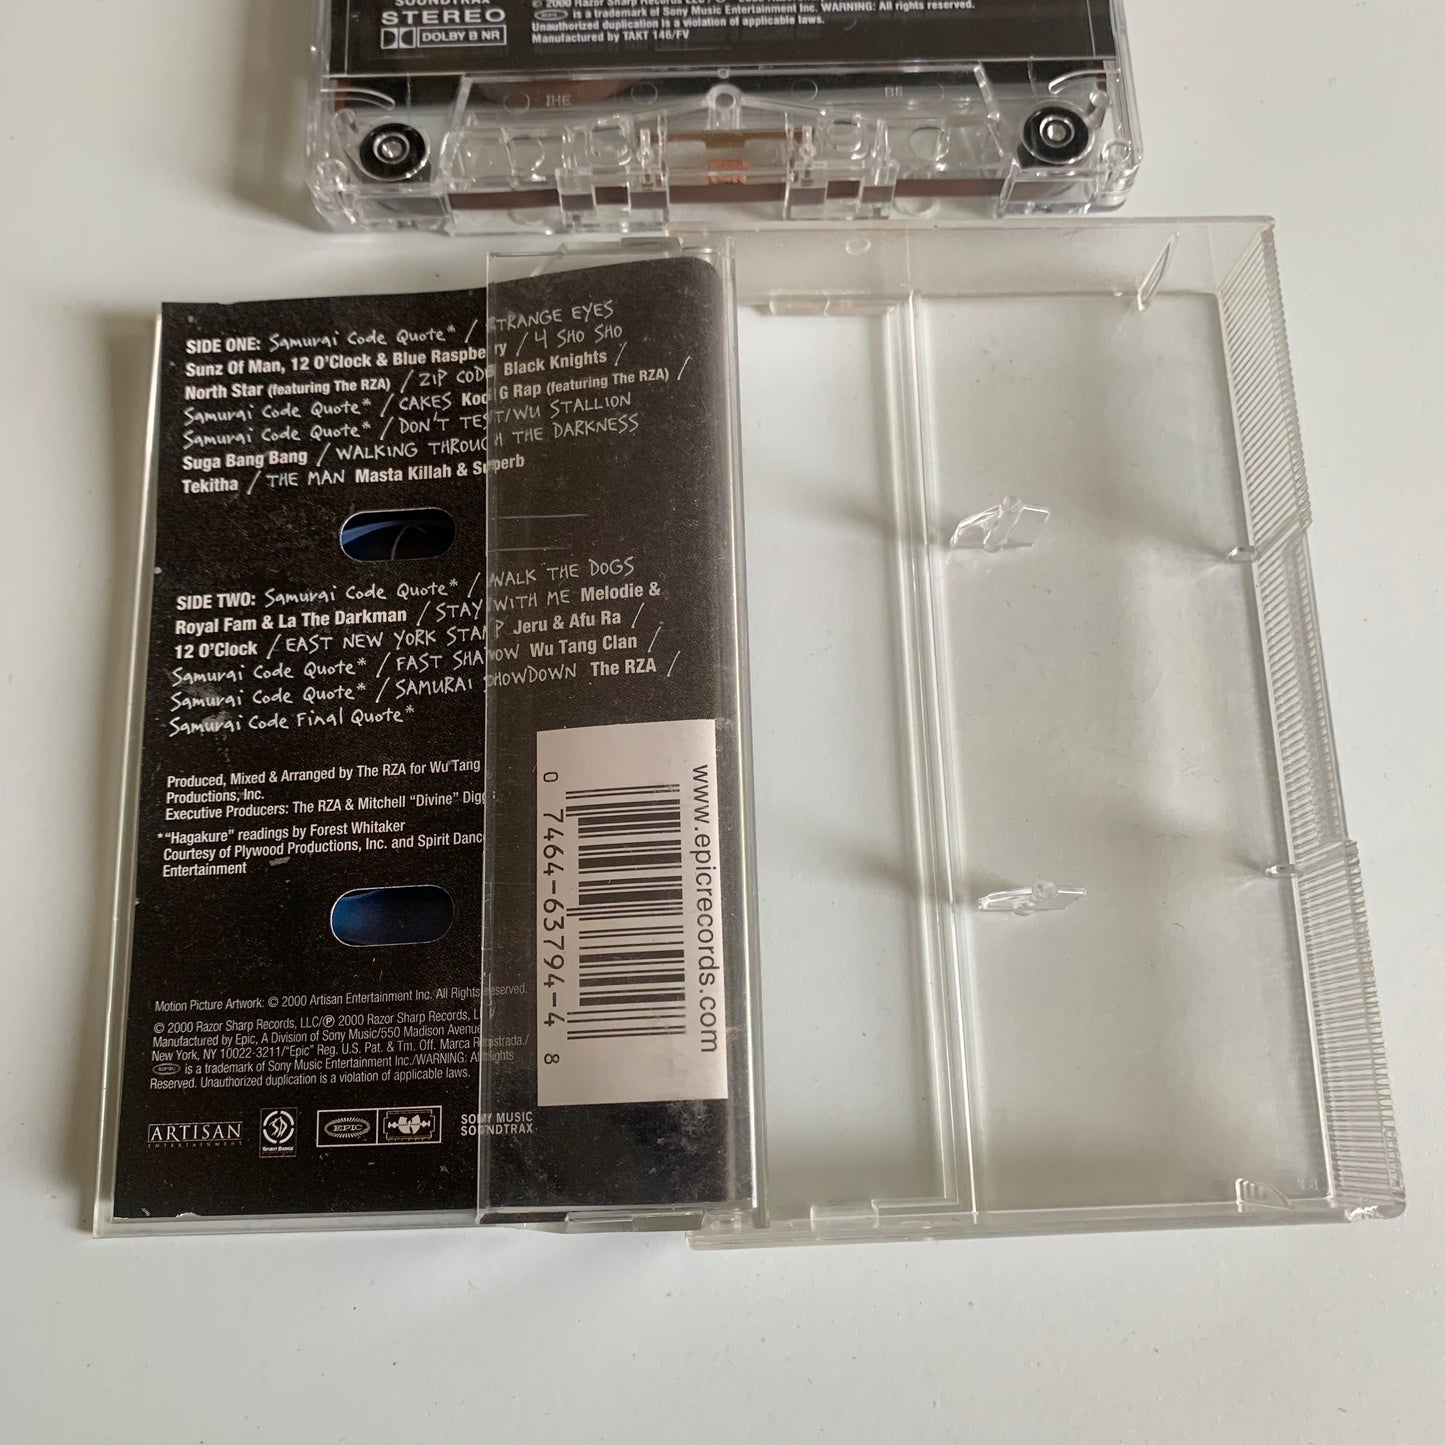 SOUNDTRAX
STEREO
DOLBY B NR
© 2000 Razor Sharp Records LLC
EPIC is a trademark of Sony Music Entertainment Inc. WARNING: All rights reserved.
Unauthorized duplication is a violation of applicable laws.
Manufactured by TAKT 146/FV
IHE
B5
SIDE ONE: Samurai Code Quote* / STRANGE EYES
Sunz Of Man, 12 O'Clock & Blue Raspberry / 4 SHO SHO
North Star (featuring The RZA) / ZIP CODE Black Knights /
Samurai Code Quote* / CAKES Kool G Rap (featuring The RZA) /
Samurai Code Quote* / DON'T TEST/WU STALLION
Suga Bang Bang / WALKING THROUGH THE DARKNESS
Tekitha / THE MAN Masta Killah & Superb
SIDE TWO: Samurai Code Quote* / WALK THE DOGS
Royal Fam & La The Darkman / STAY WITH ME Melodie &
12 O'Clock / EAST NEW YORK STAMP Jeru & Afu Ra /
Samurai Code Quote* / FAST SHADOW Wu Tang Clan /
Samurai Code Quote* / SAMURAI SHOWDOWN The RZA /
Samurai Code Final Quote*
Produced, Mixed & Arranged by The RZA for Wu Tang
Productions, Inc.
Executive Producers: The RZA & Mitchell "Divine" Digg
*"Hagakure" readings by Forest Whitaker
Courtesy of Plywood Productions, Inc. and Spirit Danc
Entertainment
Motion Picture Artwork: © 2000 Artisan Entertainment Inc. All Rights Reserved.
© 2000 Razor Sharp Records, LLC/℗ 2000 Razor Sharp Records, LLC/
Manufactured by Epic, A Division of Sony Music/550 Madison Avenue
New York, NY 10022-3211/"Epic" Reg. U.S. Pat. & Tm. Off. Marca Registrada./
EPIC is a trademark of Sony Music Entertainment Inc./WARNING: All Rights
Reserved. Unauthorized duplication is a violation of applicable laws.
ARTISAN
ENTERTAINMENT
SPIRIT DANCE
EPIC
SONY MUSIC
SOUNDTRAX
0 7464-63794-4 8
www.epicrecords.com